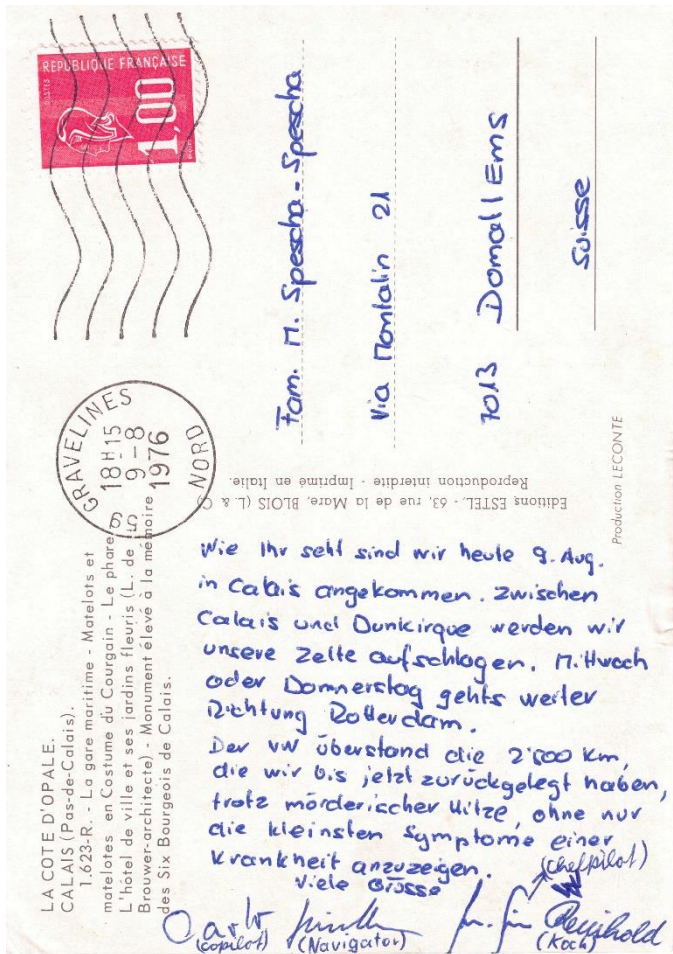 REPUBLIQUE FRANÇAISE
1,00
GRAVELINES
18H15
9-8
1976
NORD
59
Fam. M. Spescha-Spescha
Via Montalin 21
7013 Domat/Ems
Suisse
LA COTE D'OPALE.
CALAIS (Pas-de-Calais).
1.623-R. - La gare maritime - Matelots et
matelotes en Costume du Courgain - Le phare
L'hôtel de ville et ses jardins fleuris (L. de
Brouwer-architecte) - Monument élevé à la mémoire
des Six Bourgeois de Calais.
Editions ESTEL - 63, rue de la Mare, BLOIS (L & C)
Reproduction interdite - Imprimé en Italie.
Production LECONTE
Wie Ihr seht sind wir heute 9. Aug.
in Calais angekommen. Zwischen
Calais und Dunkirque werden wir
unsere Zelte aufschlagen. Mittwoch
oder Donnerstag gehts weiter
Richtung Rotterdam.
Der VW überstand die 2'500 Km,
die wir bis jetzt zurückgelegt haben,
trotz mörderischer Hitze, ohne nur
die kleinsten Symptome einer
Krankheit anzuzeigen.
Viele Grüsse
(Chefpilot)
Reinhold
(copilot) (Navigator) (Koch)